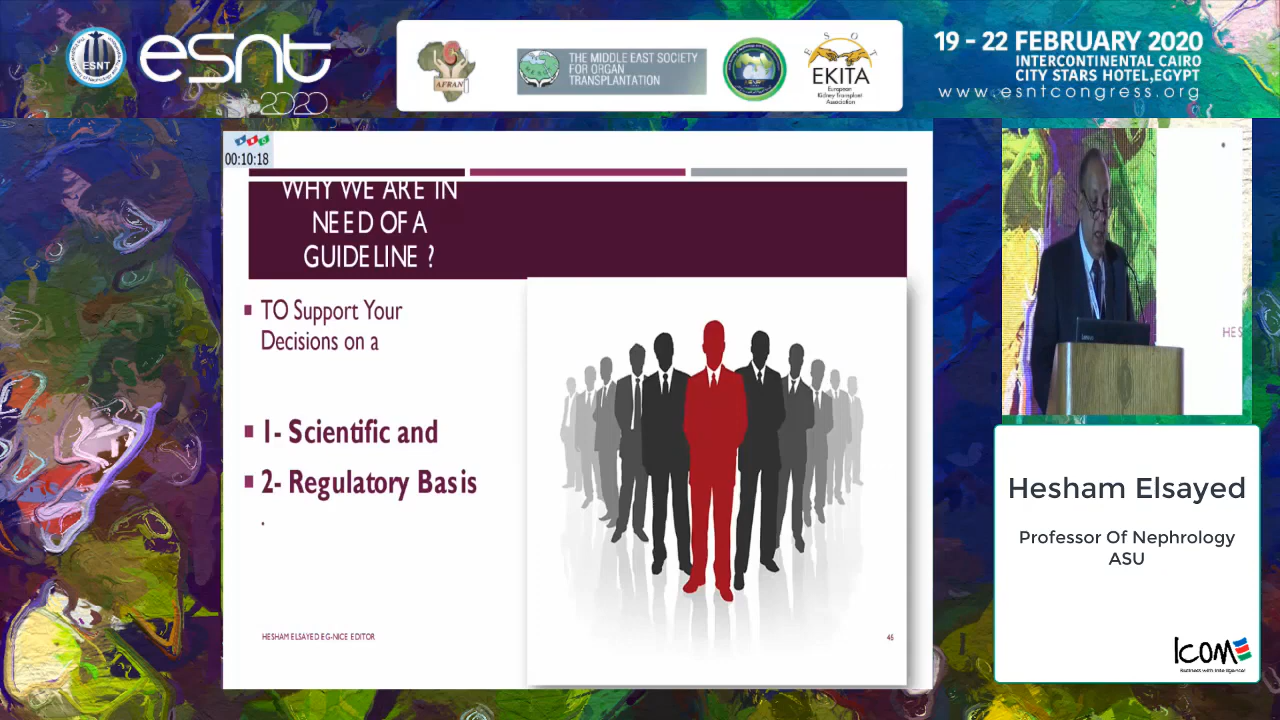 ESNT
esnt
2020
AFRAN
THE MIDDLE EAST SOCIETY
FOR ORGAN
TRANSPLANTATION
E S O T
EKITA
European
Kidney Transplant
Association
19 - 22 FEBRUARY 2020
INTERCONTINENTAL CAIRO
CITY STARS HOTEL,EGYPT
www.esntcongress.org
00:10:18
WHY WE ARE IN
NEED OF A
GUIDELINE ?
TO Support Your
Decisions on a
1- Scientific and
2- Regulatory Basis
.
HESHAM ELSAYED EG-NICE EDITOR
45
HES
Hesham Elsayed
Professor Of Nephrology
ASU
ICOM